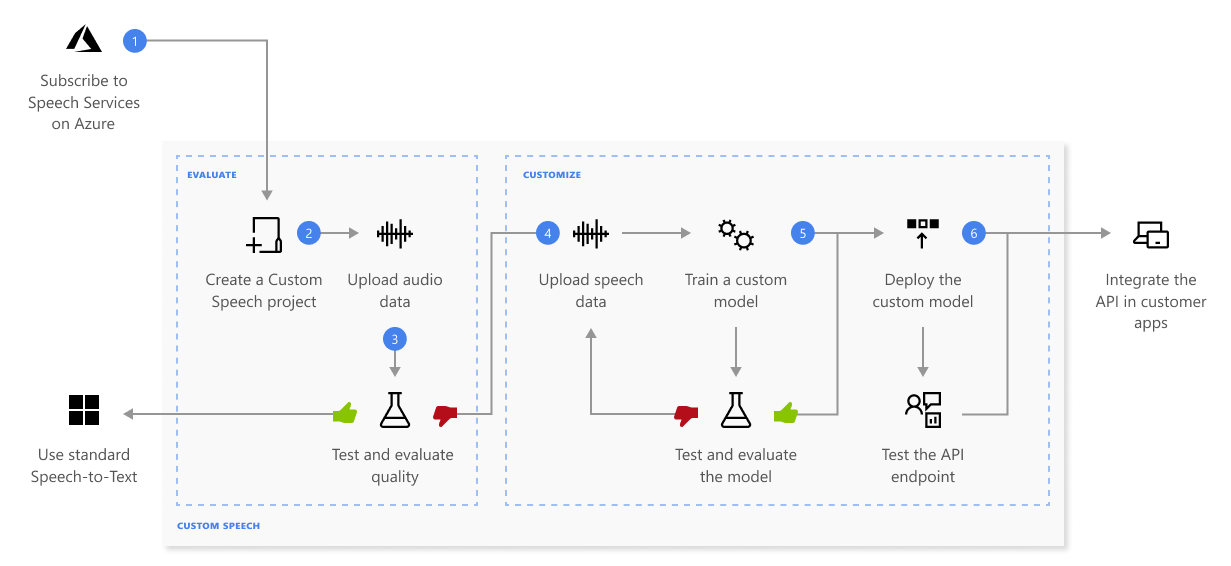 1
Subscribe to
Speech Services
on Azure
EVALUATE
2
Create a Custom
Speech project
Upload audio
data
3
Test and evaluate
quality
Use standard
Speech-to-Text
CUSTOMIZE
4
Upload speech
data
Train a custom
model
5
Deploy the
custom model
6
Test and evaluate
the model
Test the API
endpoint
Integrate the
API in customer
apps
CUSTOM SPEECH